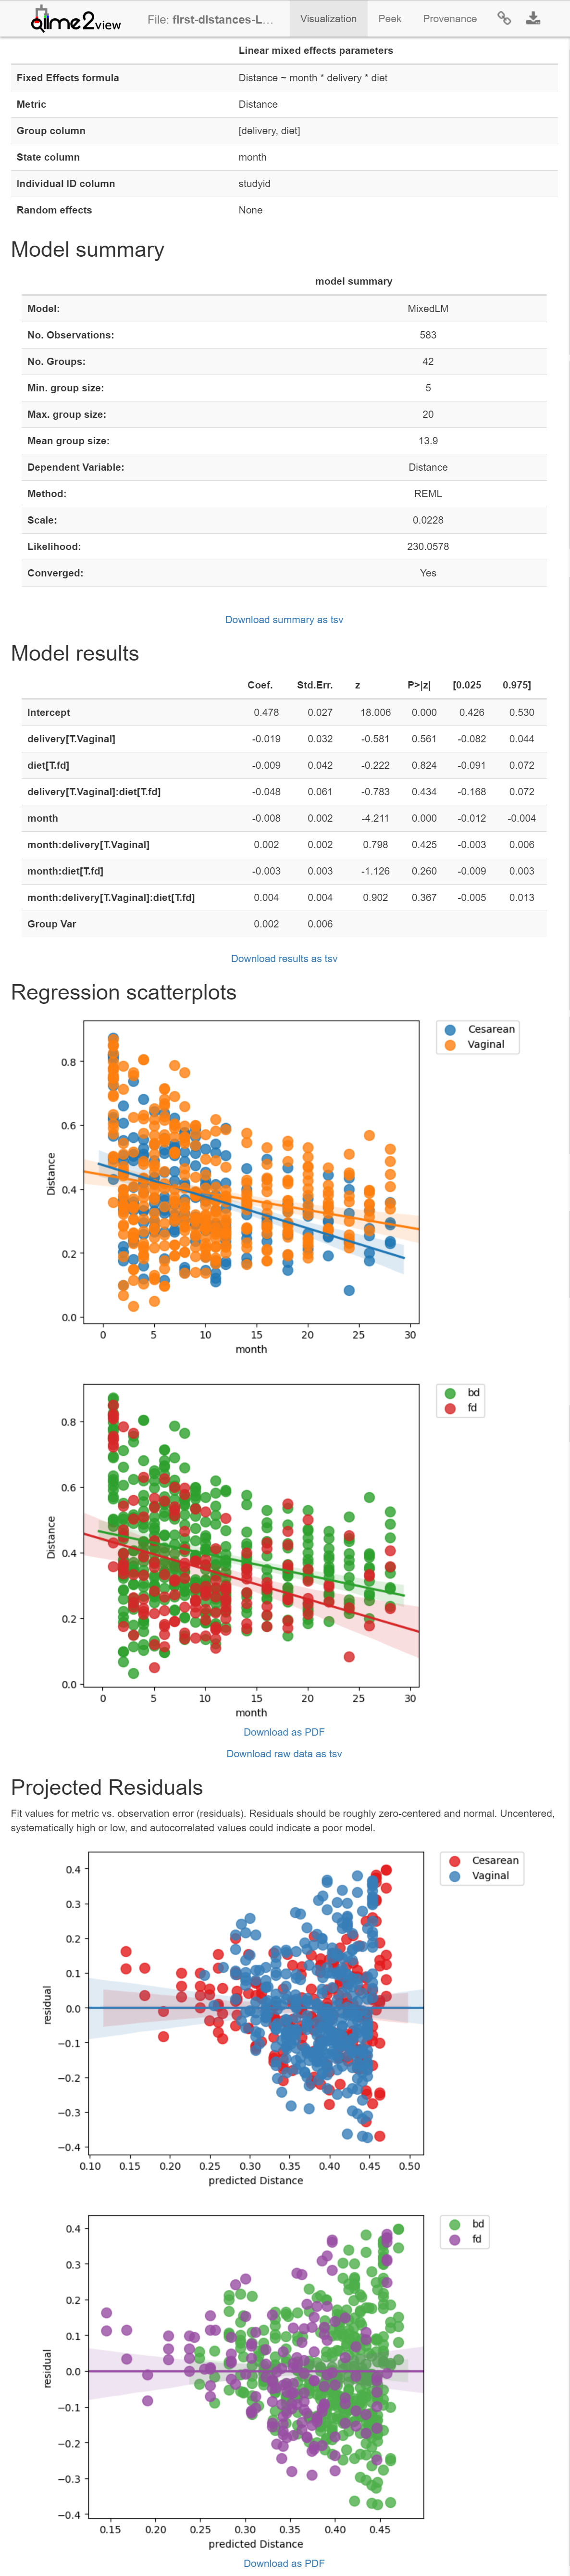 qiime2view File: first-distances-L... Visualization Peek Provenance
Linear mixed effects parameters
Fixed Effects formula Distance ~ month * delivery * diet
Metric Distance
Group column [delivery, diet]
State column month
Individual ID column studyid
Random effects None
Model summary
model summary
Model: MixedLM
No. Observations: 583
No. Groups: 42
Min. group size: 5
Max. group size: 20
Mean group size: 13.9
Dependent Variable: Distance
Method: REML
Scale: 0.0228
Likelihood: 230.0578
Converged: Yes
Download summary as tsv
Model results
Coef. Std.Err. z P>|z| [0.025 0.975]
Intercept 0.478 0.027 18.006 0.000 0.426 0.530
delivery[T.Vaginal] -0.019 0.032 -0.581 0.561 -0.082 0.044
diet[T.fd] -0.009 0.042 -0.222 0.824 -0.091 0.072
delivery[T.Vaginal]:diet[T.fd] -0.048 0.061 -0.783 0.434 -0.168 0.072
month -0.008 0.002 -4.211 0.000 -0.012 -0.004
month:delivery[T.Vaginal] 0.002 0.002 0.798 0.425 -0.003 0.006
month:diet[T.fd] -0.003 0.003 -1.126 0.260 -0.009 0.003
month:delivery[T.Vaginal]:diet[T.fd] 0.004 0.004 0.902 0.367 -0.005 0.013
Group Var 0.002 0.006
Download results as tsv
Regression scatterplots
Cesarean
Vaginal
0.8
0.6
0.4
0.2
0.0
Distance
0 5 10 15 20 25 30
month
bd
fd
0.8
0.6
0.4
0.2
0.0
Distance
0 5 10 15 20 25 30
month
Download as PDF
Download raw data as tsv
Projected Residuals
Fit values for metric vs. observation error (residuals). Residuals should be roughly zero-centered and normal. Uncentered,
systematically high or low, and autocorrelated values could indicate a poor model.
Cesarean
Vaginal
0.4
0.3
0.2
0.1
0.0
−0.1
−0.2
−0.3
−0.4
residual
0.10 0.15 0.20 0.25 0.30 0.35 0.40 0.45 0.50
predicted Distance
bd
fd
0.4
0.3
0.2
0.1
0.0
−0.1
−0.2
−0.3
−0.4
residual
0.15 0.20 0.25 0.30 0.35 0.40 0.45
predicted Distance
Download as PDF